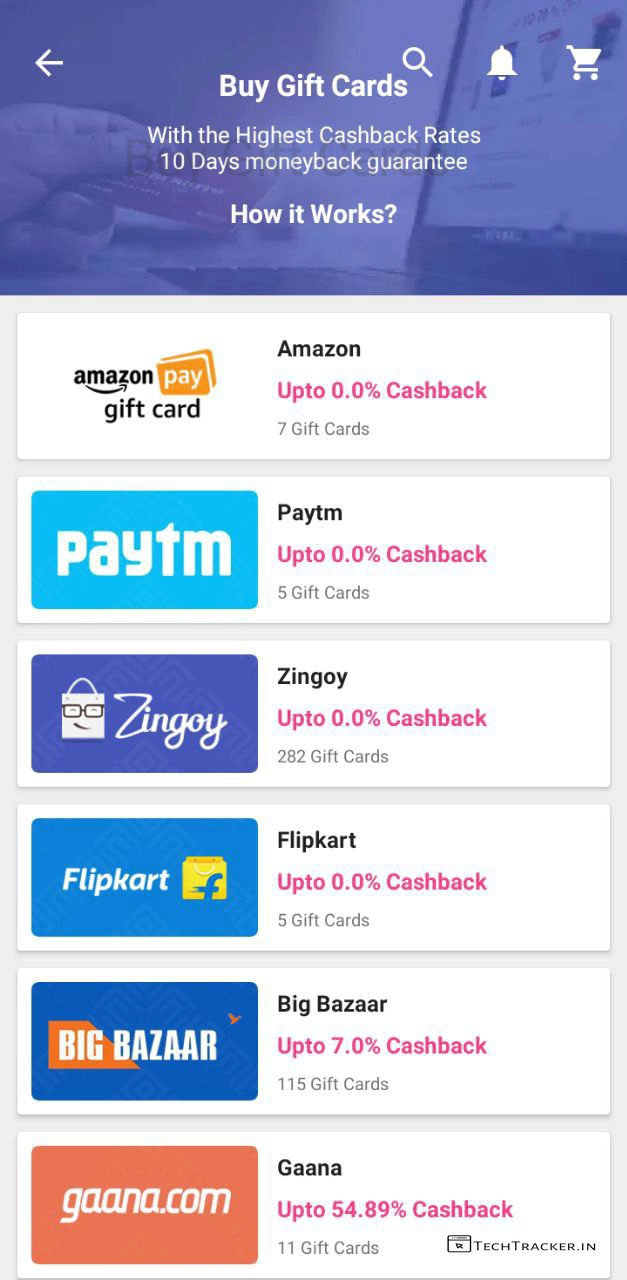 Buy Gift Cards
With the Highest Cashback Rates
10 Days moneyback guarantee
Buy Gift Cards
How it Works?
amazon pay
gift card
Amazon
Upto 0.0% Cashback
7 Gift Cards
paytm
Paytm
Upto 0.0% Cashback
5 Gift Cards
Zingoy
Zingoy
Upto 0.0% Cashback
282 Gift Cards
Flipkart
Flipkart
Upto 0.0% Cashback
5 Gift Cards
BIG BAZAAR
Big Bazaar
Upto 7.0% Cashback
115 Gift Cards
gaana.com
Gaana
Upto 54.89% Cashback
11 Gift Cards
TECHTRACKER.IN